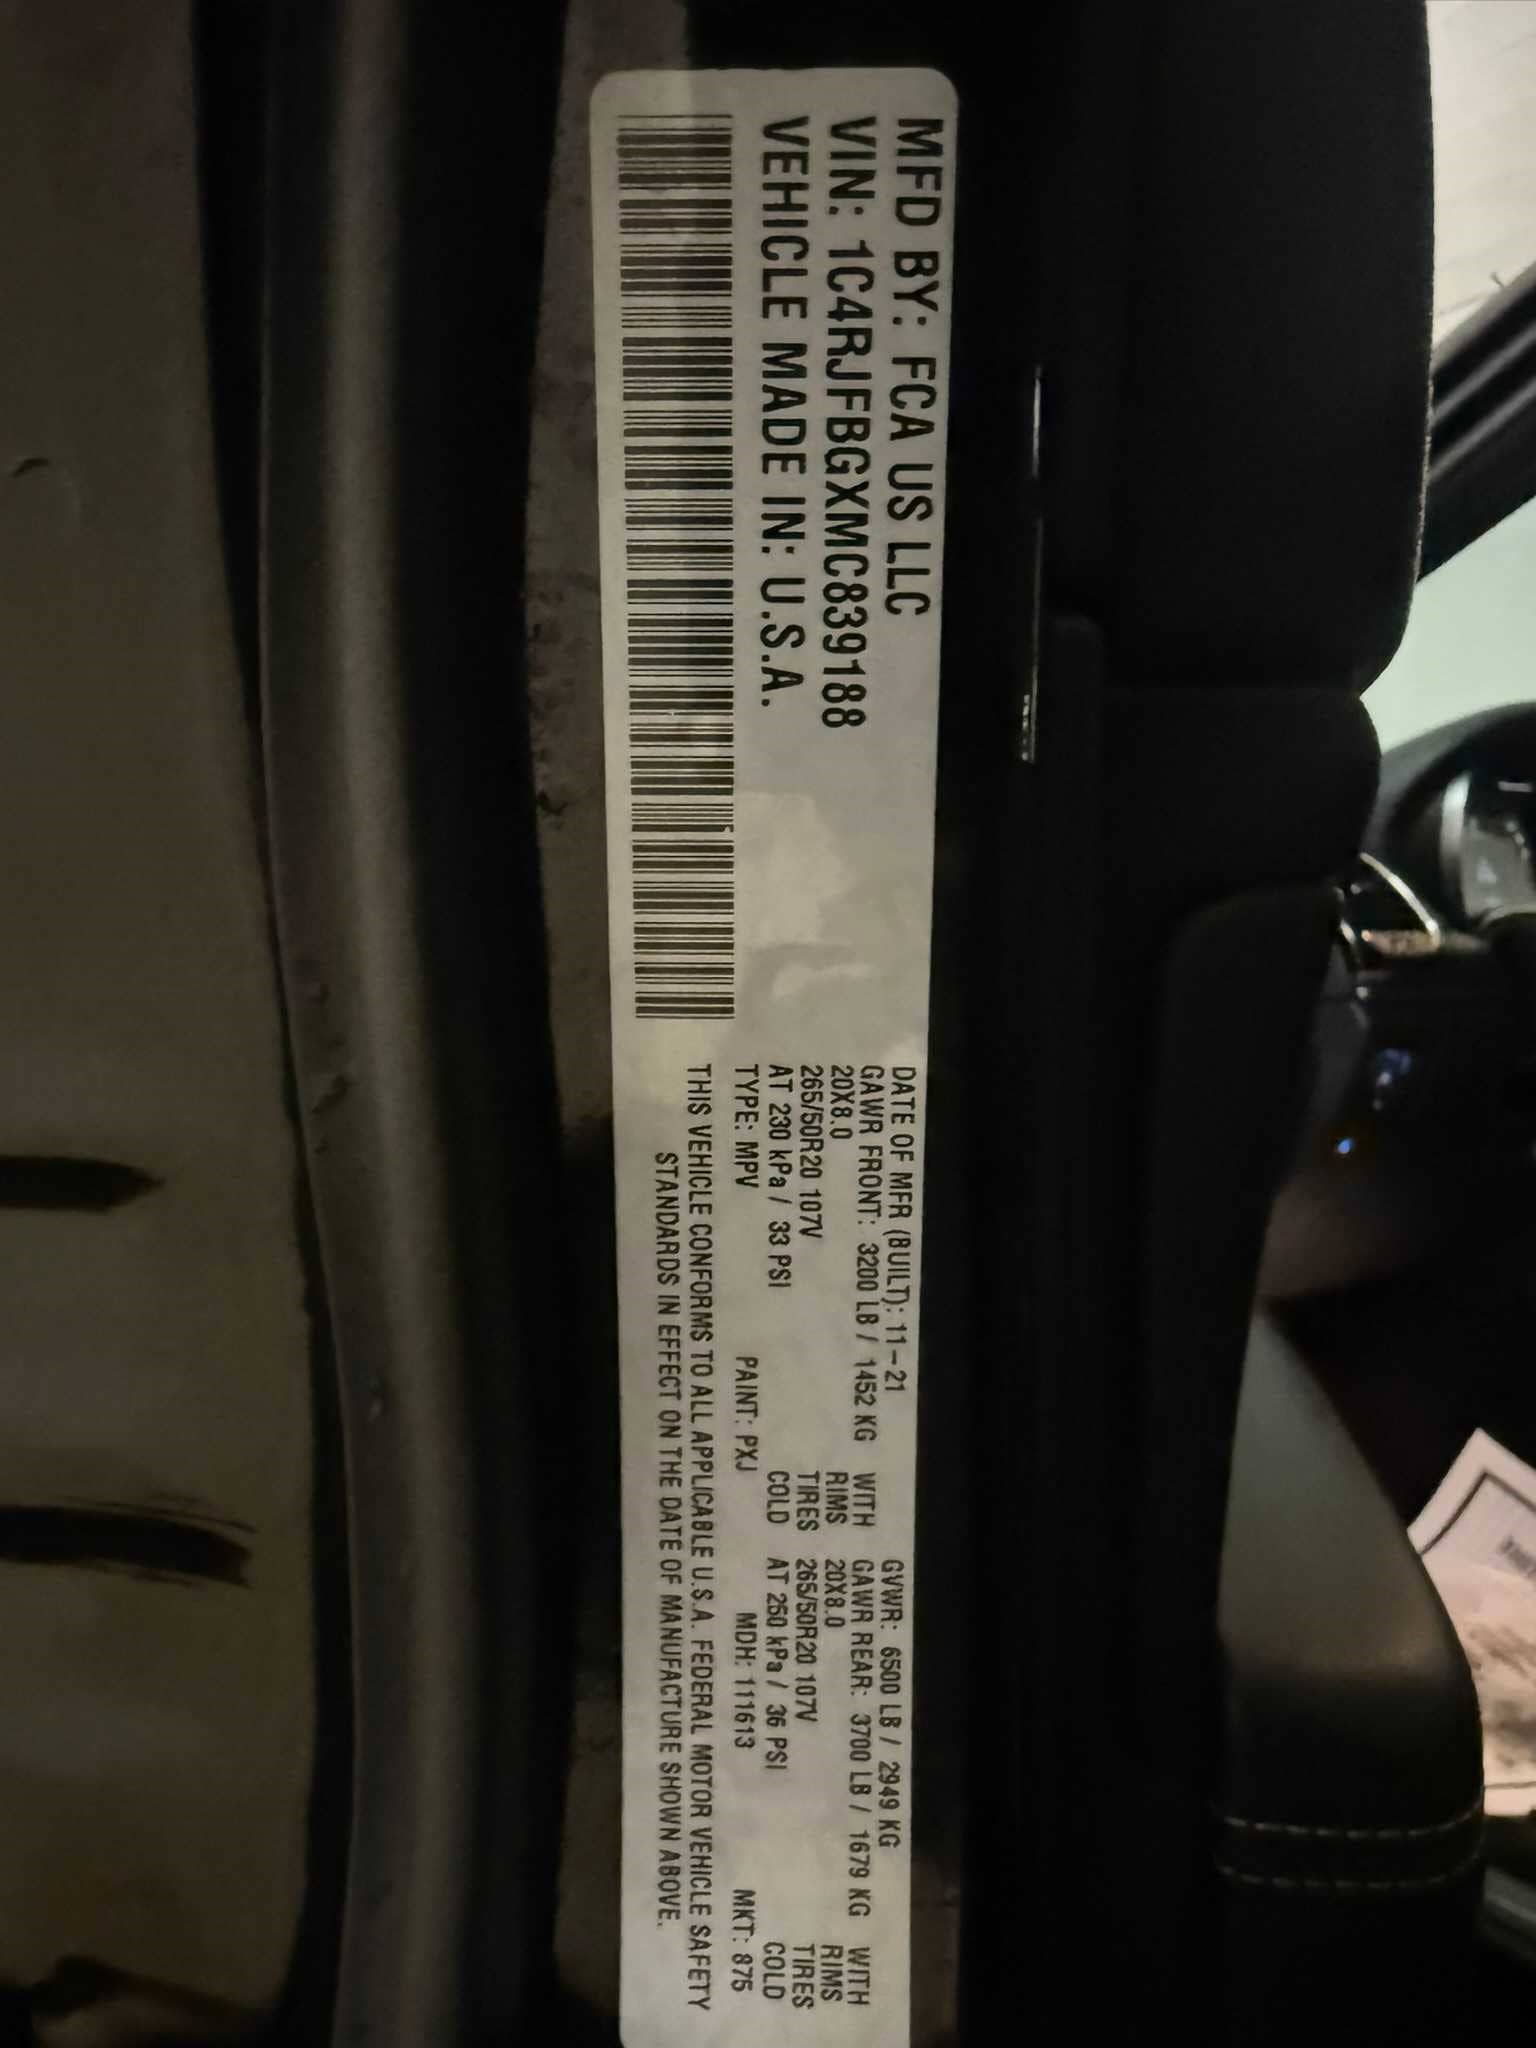 MFD BY: FCA US LLC
VIN: 1C4RJFBGXMC839188
VEHICLE MADE IN: U.S.A.
DATE OF MFR (BUILT): 11-21 GVWR: 6500 LB / 2949 KG
GAWR FRONT: 3200 LB / 1452 KG WITH GAWR REAR: 3700 LB / 1679 KG WITH
20X8.0 RIMS 20X8.0 RIMS
265/50R20 107V TIRES 265/50R20 107V TIRES
AT 230 kPa / 33 PSI COLD AT 250 kPa / 36 PSI COLD
TYPE: MPV PAINT: PXJ MDH: 111613 MKT: 875
THIS VEHICLE CONFORMS TO ALL APPLICABLE U.S.A. FEDERAL MOTOR VEHICLE SAFETY
STANDARDS IN EFFECT ON THE DATE OF MANUFACTURE SHOWN ABOVE.